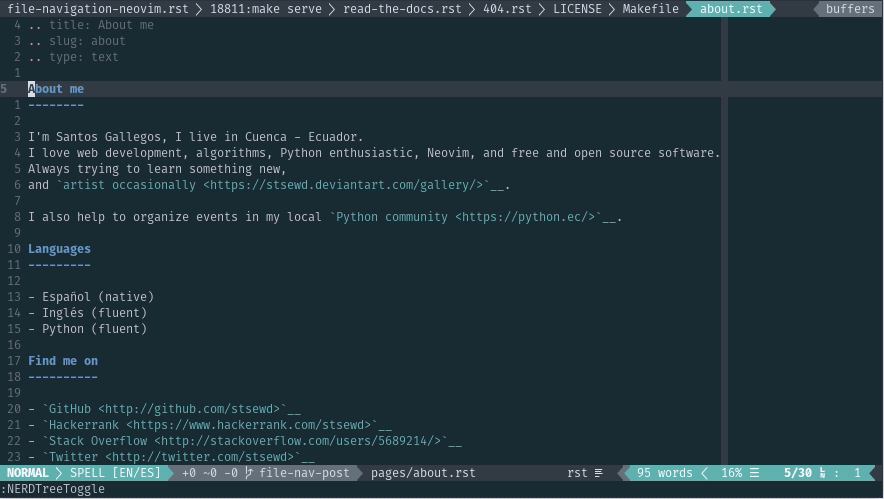 file-navigation-neovim.rst > 18811:make serve > read-the-docs.rst > 404.rst > LICENSE > Makefile about.rst buffers
4 .. title: About me
3 .. slug: about
2 .. type: text
1
5 About me
1 --------
2
3 I'm Santos Gallegos, I live in Cuenca - Ecuador.
4 I love web development, algorithms, Python enthusiastic, Neovim, and free and open source software.
5 Always trying to learn something new,
6 and `artist occasionally <https://stsewd.deviantart.com/gallery/>`__.
7
8 I also help to organize events in my local `Python community <https://python.ec/>`__.
9
10 Languages
11 ---------
12
13 - Español (native)
14 - Inglés (fluent)
15 - Python (fluent)
16
17 Find me on
18 ----------
19
20 - `GitHub <http://github.com/stsewd>`__
21 - `Hackerrank <https://www.hackerrank.com/stsewd>`__
22 - `Stack Overflow <http://stackoverflow.com/users/5689214/>`__
23 - `Twitter <http://twitter.com/stsewd>`__
NORMAL > SPELL [EN/ES] +0 ~0 -0 file-nav-post pages/about.rst rst 95 words < 16% ☰ 5/30 : 1
:NERDTreeToggle